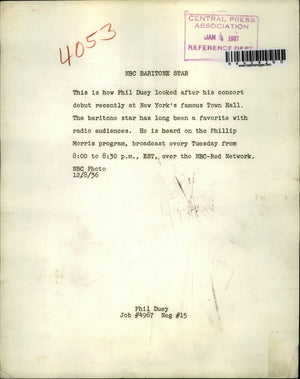 4053
CENTRAL PRESS
ASSOCIATION
REFERENCE DEPT.
NBC BARITONE STAR
This is how Phil Duey looked after his concert
debut recently at New York's famous Town Hall.
The baritone star has long been a favorite with
radio audiences. He is heard on the Phillip
Morris program, broadcast every Tuesday from
8:00 to 8:30 p.m., EST, over the NBC-Red Network.
NBC Photo
12/8/36
Phil Duey
Job #4967 Neg #15